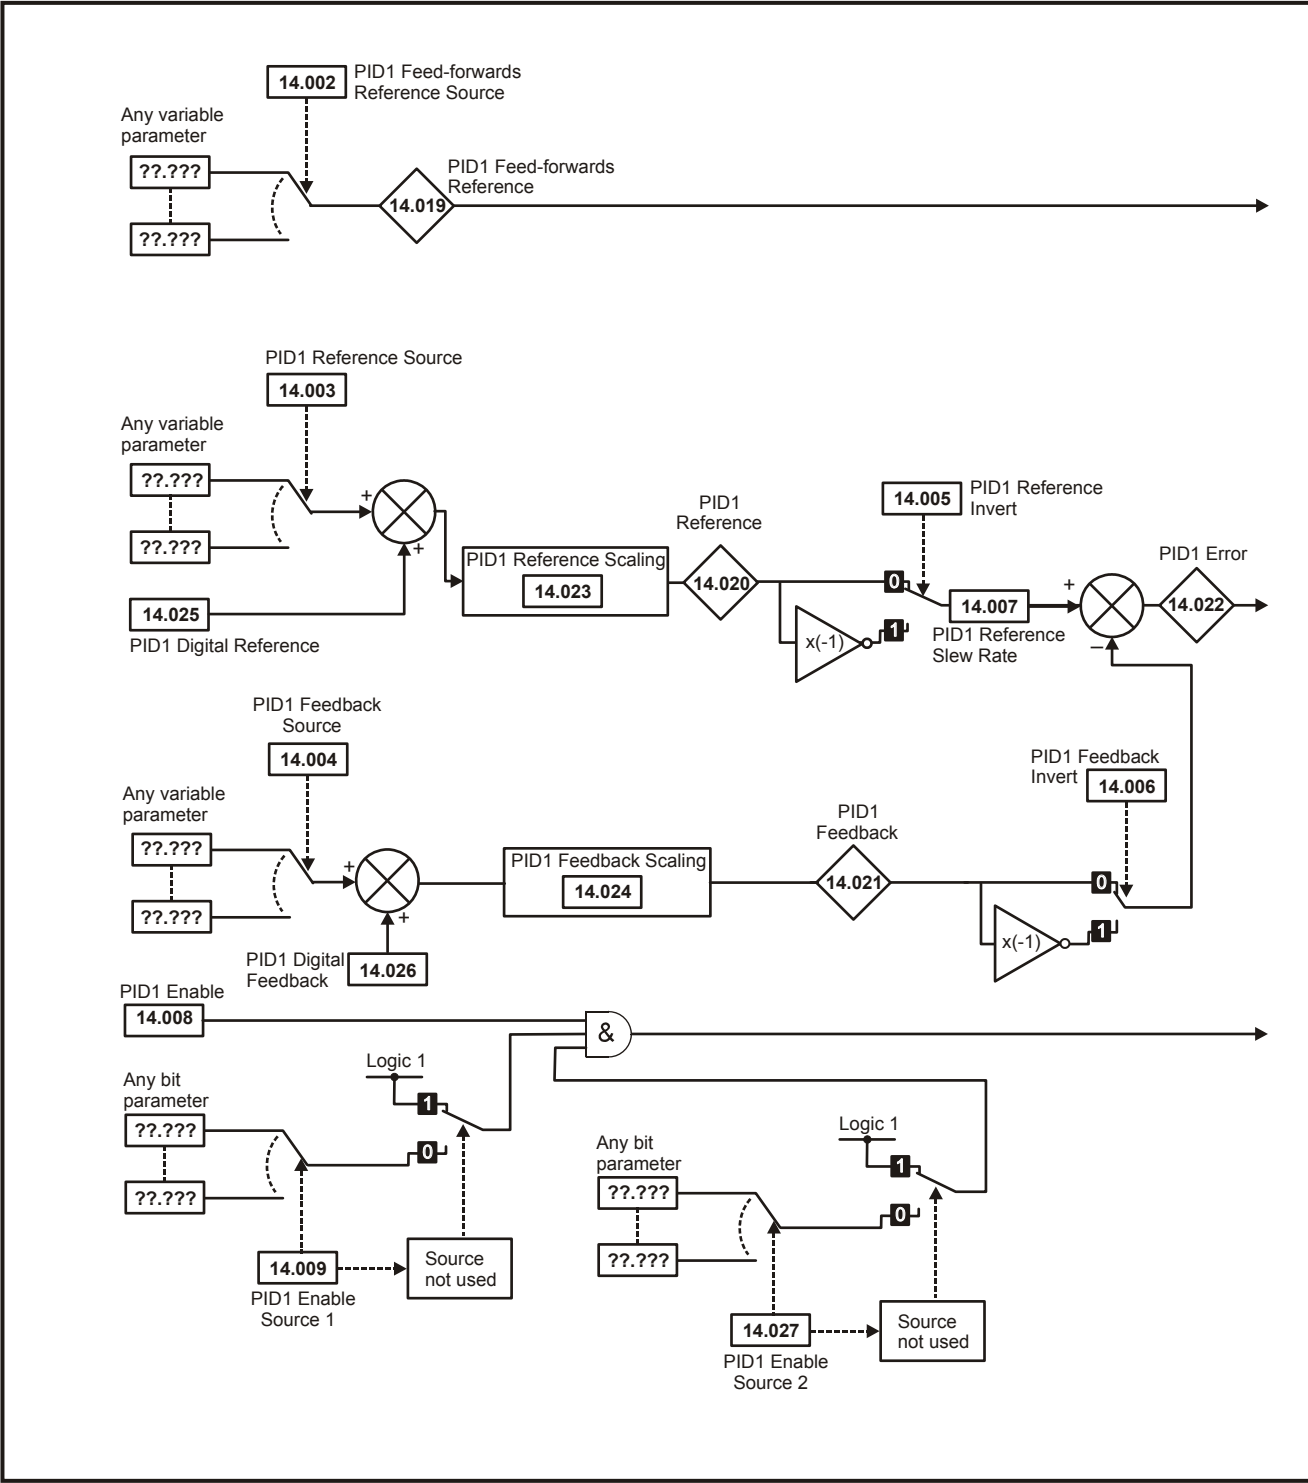 14.002
PID1 Feed-forwards
Reference Source
Any variable
parameter
??.???
??.???
14.019
PID1 Feed-forwards
Reference
PID1 Reference Source
14.003
Any variable
parameter
??.???
??.???
+
+
14.025
PID1 Digital Reference
PID1 Reference Scaling
14.023
PID1
Reference
14.020
14.005
PID1 Reference
Invert
0
1
x(-1)
14.007
PID1 Reference
Slew Rate
+
–
PID1 Error
14.022
PID1 Feedback
Source
14.004
Any variable
parameter
??.???
??.???
+
+
PID1 Digital
Feedback
14.026
PID1 Feedback Scaling
14.024
PID1
Feedback
14.021
PID1 Feedback
Invert
14.006
0
1
x(-1)
PID1 Enable
14.008
&
Logic 1
1
0
Any bit
parameter
??.???
??.???
14.009
PID1 Enable
Source 1
Source
not used
Any bit
parameter
??.???
??.???
Logic 1
1
0
14.027
PID1 Enable
Source 2
Source
not used